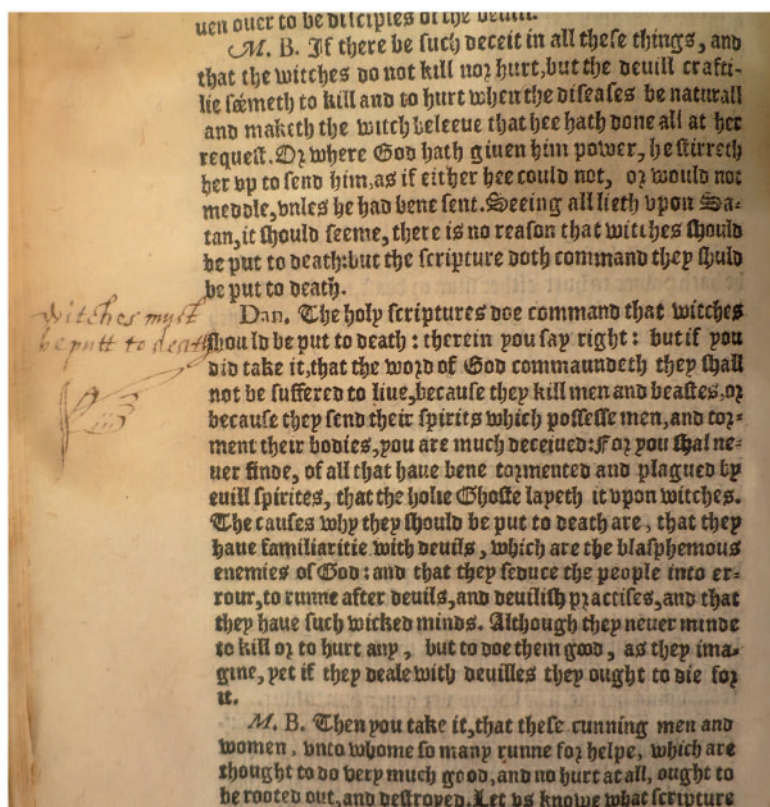 uen ouer to be disciples of the deuill.
M. B. If there be such deceit in all these things, and
that the witches do not kill nor hurt, but the deuill crafti-
lie séemeth to kill and to hurt when the diseases be naturall
and maketh the witch beleeue that hee hath done all at her
request. Or where God hath giuen him power, he stirreth
her vp to send him, as if either hee could not, or would not
meddle, vnles he had bene sent. Seeing all lieth vpon Sa-
tan, it should seeme, there is no reason that witches should
be put to death: but the scripture doth command they shuld
be put to death.
witches myst
be putt to death
Dan. The holy scriptures doe command that witches
should be put to death: therein you say right: but if you
did take it, that the word of God commaundeth they shall
not be suffered to liue, because they kill men and beastes, or
because they send their spirits which possesse men, and tor-
ment their bodies, you are much deceiued: For you shal ne-
uer finde, of all that haue bene tormented and plagued by
euill spirites, that the holie Ghoste layeth it vpon witches.
The causes why they should be put to death are, that they
haue familiaritie with deuils, which are the blasphemous
enemies of God: and that they seduce the people into er-
rour, to runne after deuils, and deuilish practises, and that
they haue such wicked minds. Although they neuer minde
to kill or to hurt any, but to doe them good, as they ima-
gine, yet if they deale with deuilles they ought to die for
it.
M. B. Then you take it, that these cunning men and
women, vnto whome so many runne for helpe, which are
thought to do very much good, and no hurt at all, ought to
be rooted out, and destroyed. Let vs knowe what scripture